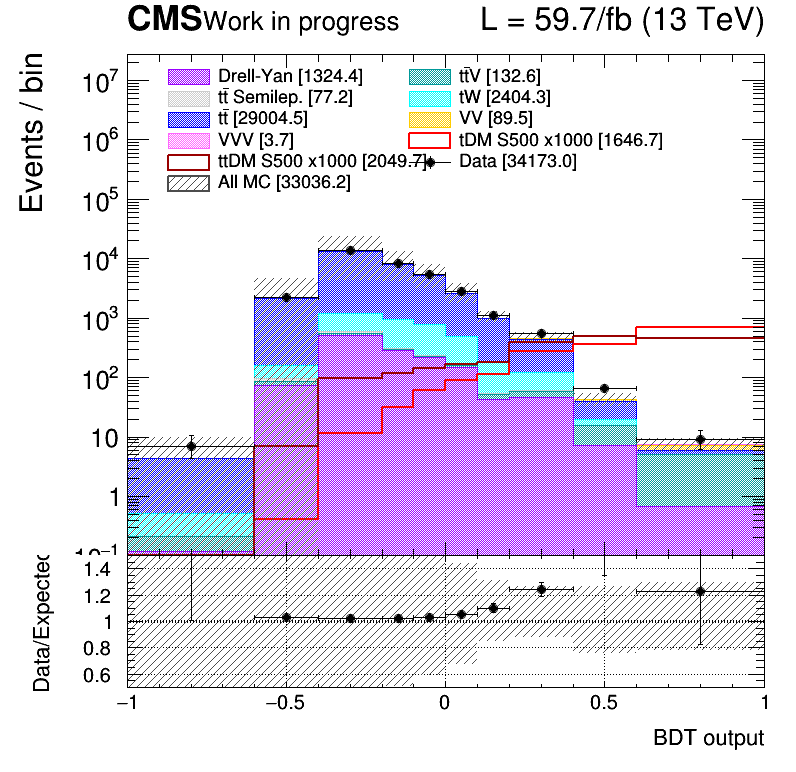 CMS Work in progress L = 59.7/fb (13 TeV)
Events / bin
10⁷
10⁶
10⁵
10⁴
10³
10²
10
1
10⁻¹
Drell-Yan [1324.4] tt̄V [132.6]
tt̄ Semilep. [77.2] tW [2404.3]
tt̄ [29004.5] VV [89.5]
VVV [3.7] tDM S500 x1000 [1646.7]
ttDM S500 x1000 [2049.7] Data [34173.0]
All MC [33036.2]
Data/Expected
1.4
1.2
1
0.8
0.6
−1 −0.5 0 0.5 1
BDT output